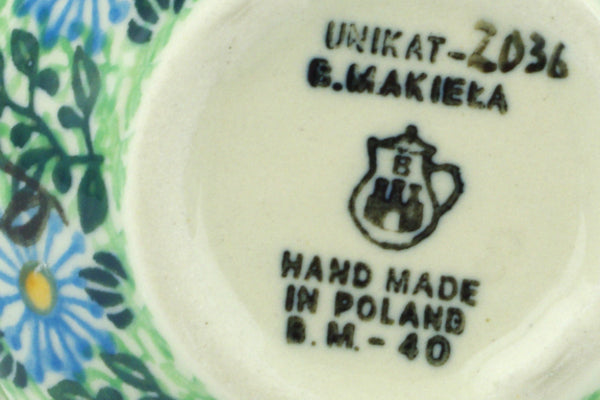 UNIKAT-2036
B.MAKIEŁA
B
HAND MADE
IN POLAND
B. M. - 40